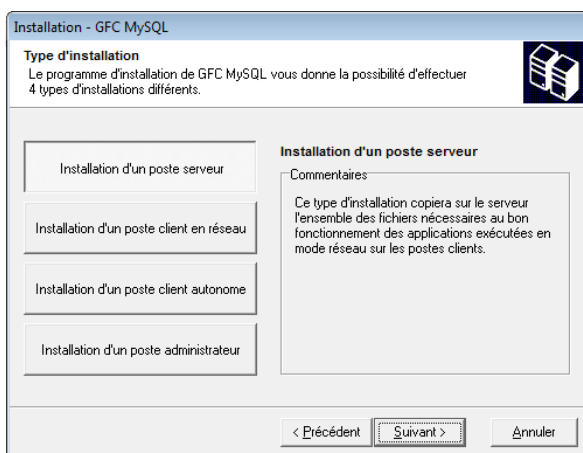 Installation - GFC MySQL
Type d'installation
Le programme d'installation de GFC MySQL vous donne la possibilité d'effectuer
4 types d'installations différents.
Installation d'un poste serveur
Installation d'un poste client en réseau
Installation d'un poste client autonome
Installation d'un poste administrateur
Installation d'un poste serveur
Commentaires
Ce type d'installation copiera sur le serveur
l'ensemble des fichiers nécessaires au bon
fonctionnement des applications exécutées en
mode réseau sur les postes clients.
< Précédent
Suivant >
Annuler